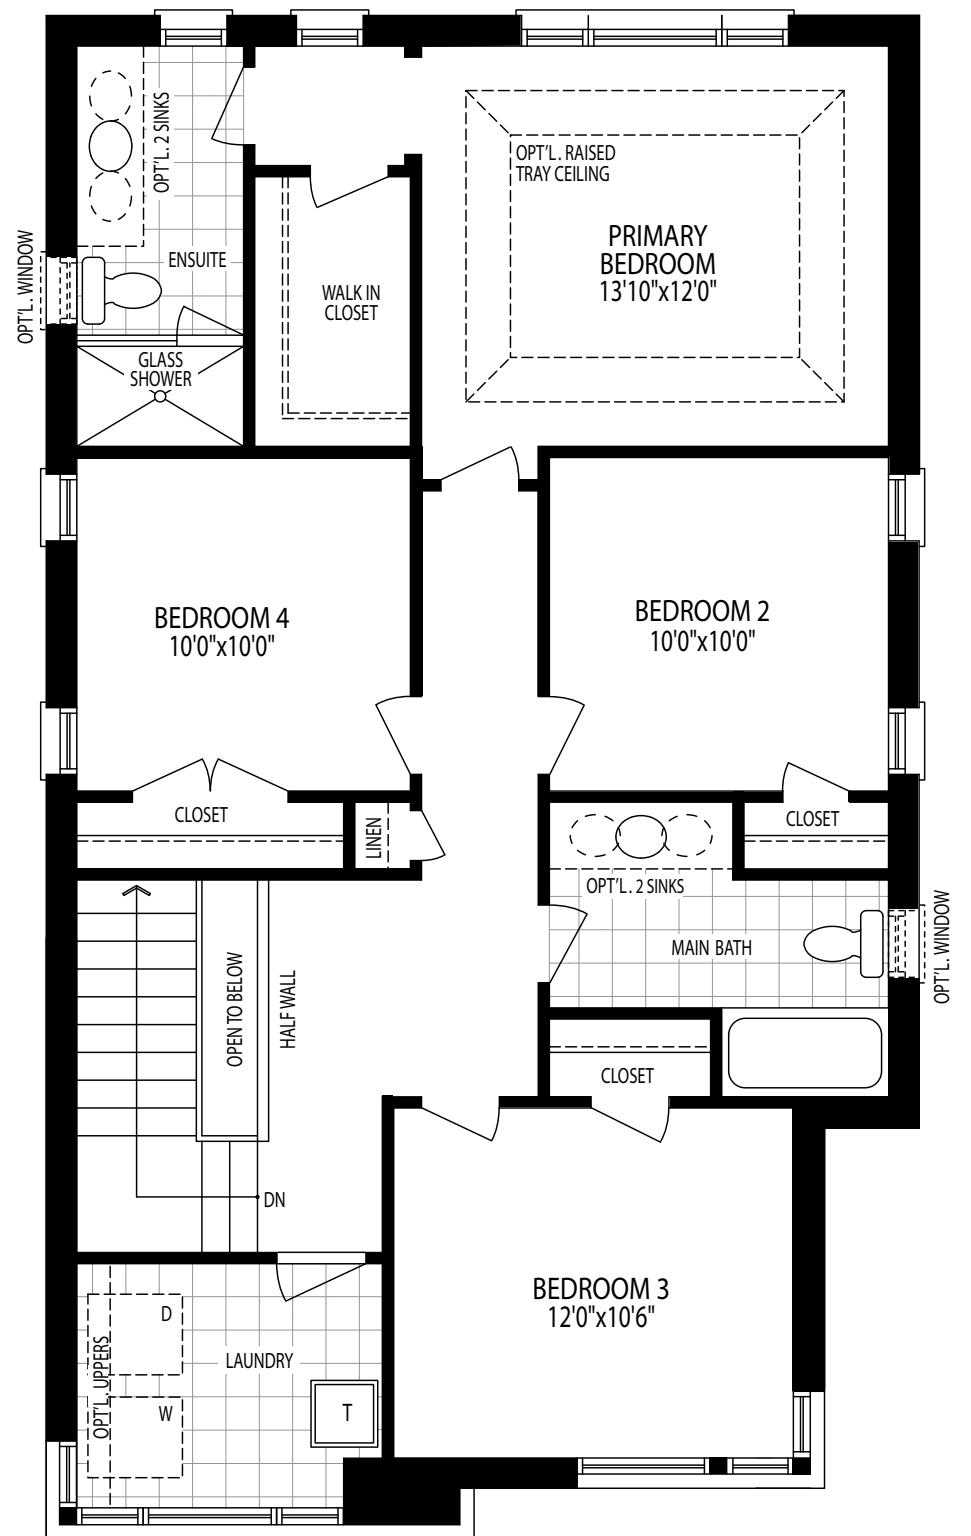 OPT'L. 2 SINKS
OPT'L. RAISED
TRAY CEILING
PRIMARY
BEDROOM
13'10"x12'0"
OPT'L. WINDOW
ENSUITE
WALK IN
CLOSET
GLASS
SHOWER
BEDROOM 4
10'0"x10'0"
BEDROOM 2
10'0"x10'0"
CLOSET
LINEN
CLOSET
OPT'L. 2 SINKS
MAIN BATH
OPT'L. WINDOW
OPEN TO BELOW
HALF WALL
CLOSET
DN
BEDROOM 3
12'0"x10'6"
D
OPT'L. UPPERS
LAUNDRY
W
T